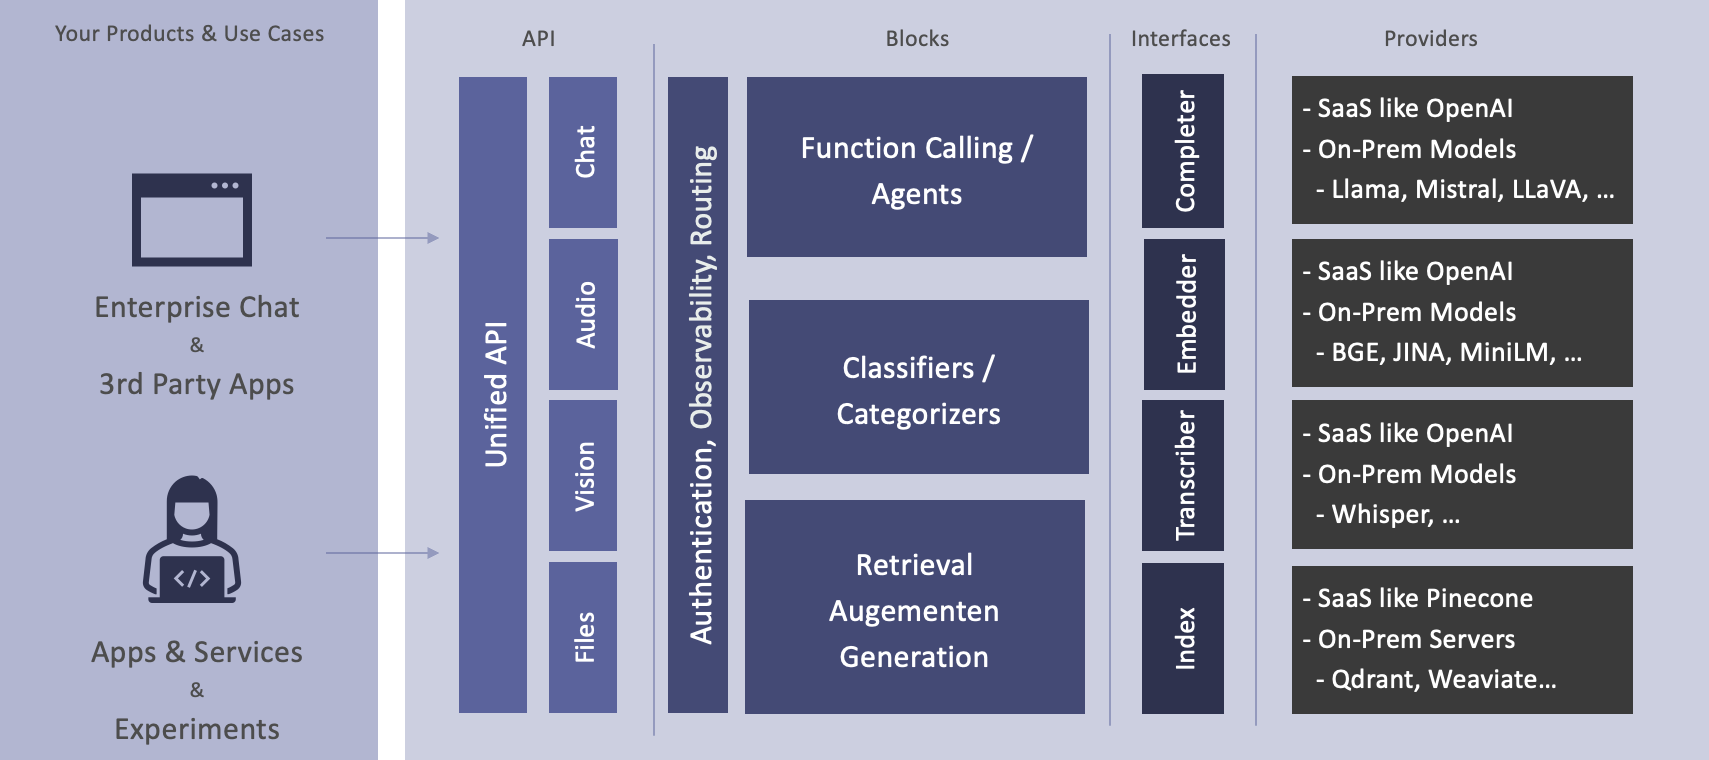 Your Products & Use Cases
Enterprise Chat
&
3rd Party Apps
</>
Apps & Services
&
Experiments
API
Unified API
Chat
Audio
Vision
Files
Blocks
Authentication, Observability, Routing
Function Calling /
Agents
Classifiers /
Categorizers
Retrieval
Augementen
Generation
Interfaces
Completer
Embedder
Transcriber
Index
Providers
- SaaS like OpenAI
- On-Prem Models
- Llama, Mistral, LLaVA, ...
- SaaS like OpenAI
- On-Prem Models
- BGE, JINA, MiniLM, ...
- SaaS like OpenAI
- On-Prem Models
- Whisper, ...
- SaaS like Pinecone
- On-Prem Servers
- Qdrant, Weaviate...